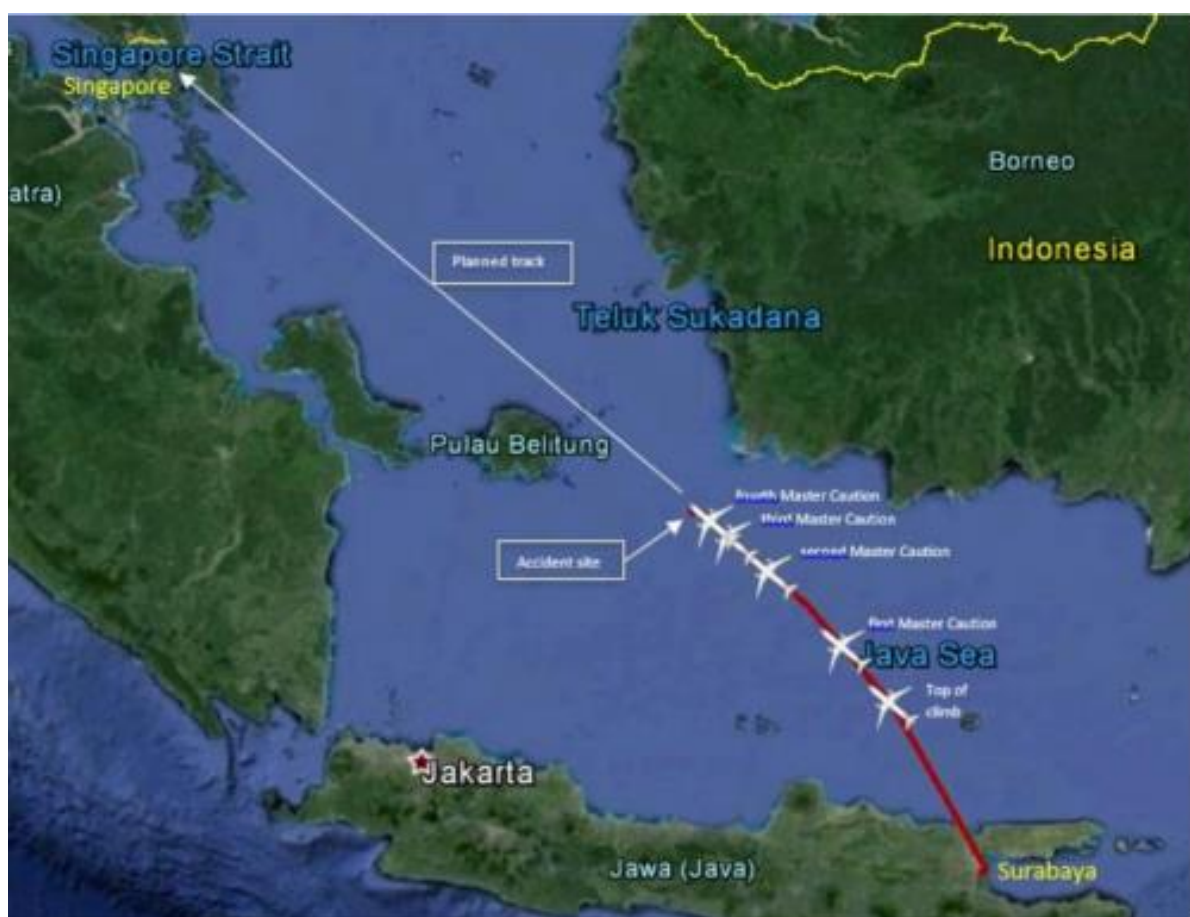 Singapore Strait
Singapore
atra)
Borneo
Planned track
Indonesia
Teluk Sukadana
Pulau Belitung
fourth Master Caution
third Master Caution
second Master Caution
Accident site
first Master Caution
Java Sea
Top of
climb
Jakarta
Jawa (Java)
Surabaya